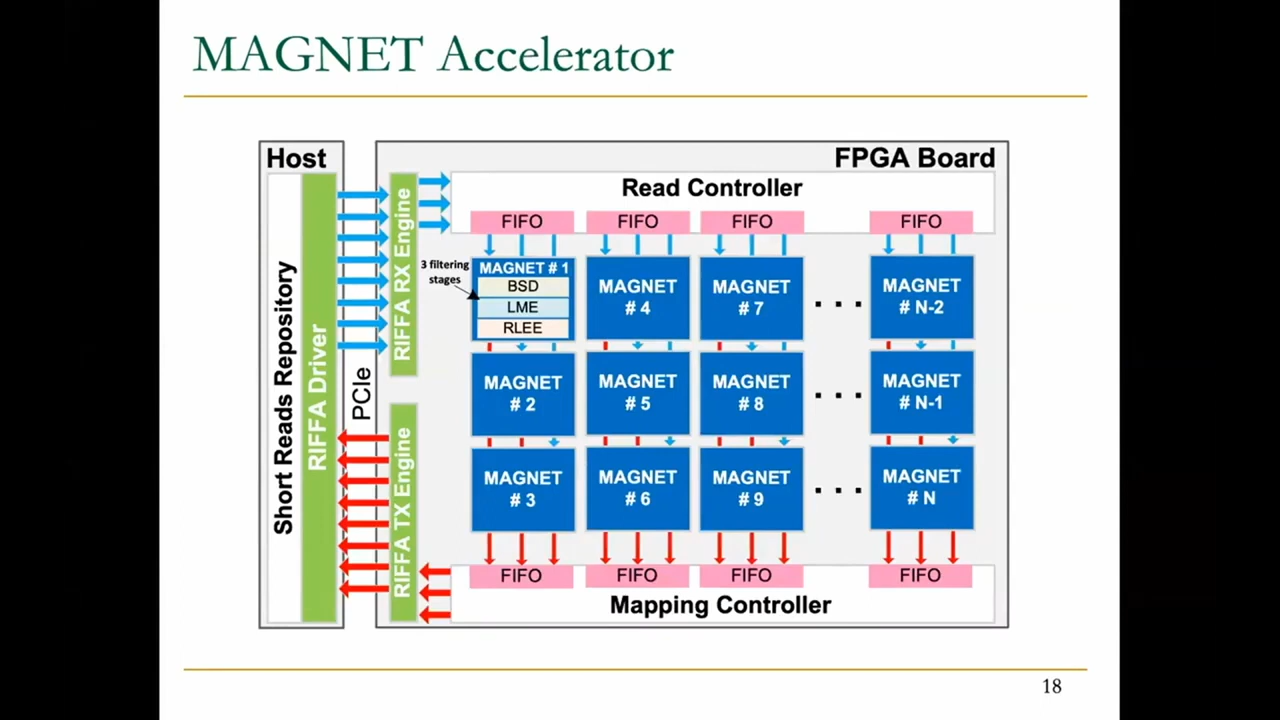 MAGNET Accelerator
Host
FPGA Board
Short Reads Repository
RIFFA Driver
PCIe
RIFFA RX Engine
RIFFA TX Engine
Read Controller
FIFO
FIFO
FIFO
FIFO
3 filtering
stages
MAGNET # 1
BSD
LME
RLEE
MAGNET
# 4
MAGNET
# 7
. . .
MAGNET
# N-2
MAGNET
# 2
MAGNET
# 5
MAGNET
# 8
. . .
MAGNET
# N-1
MAGNET
# 3
MAGNET
# 6
MAGNET
# 9
. . .
MAGNET
# N
FIFO
FIFO
FIFO
FIFO
Mapping Controller
18